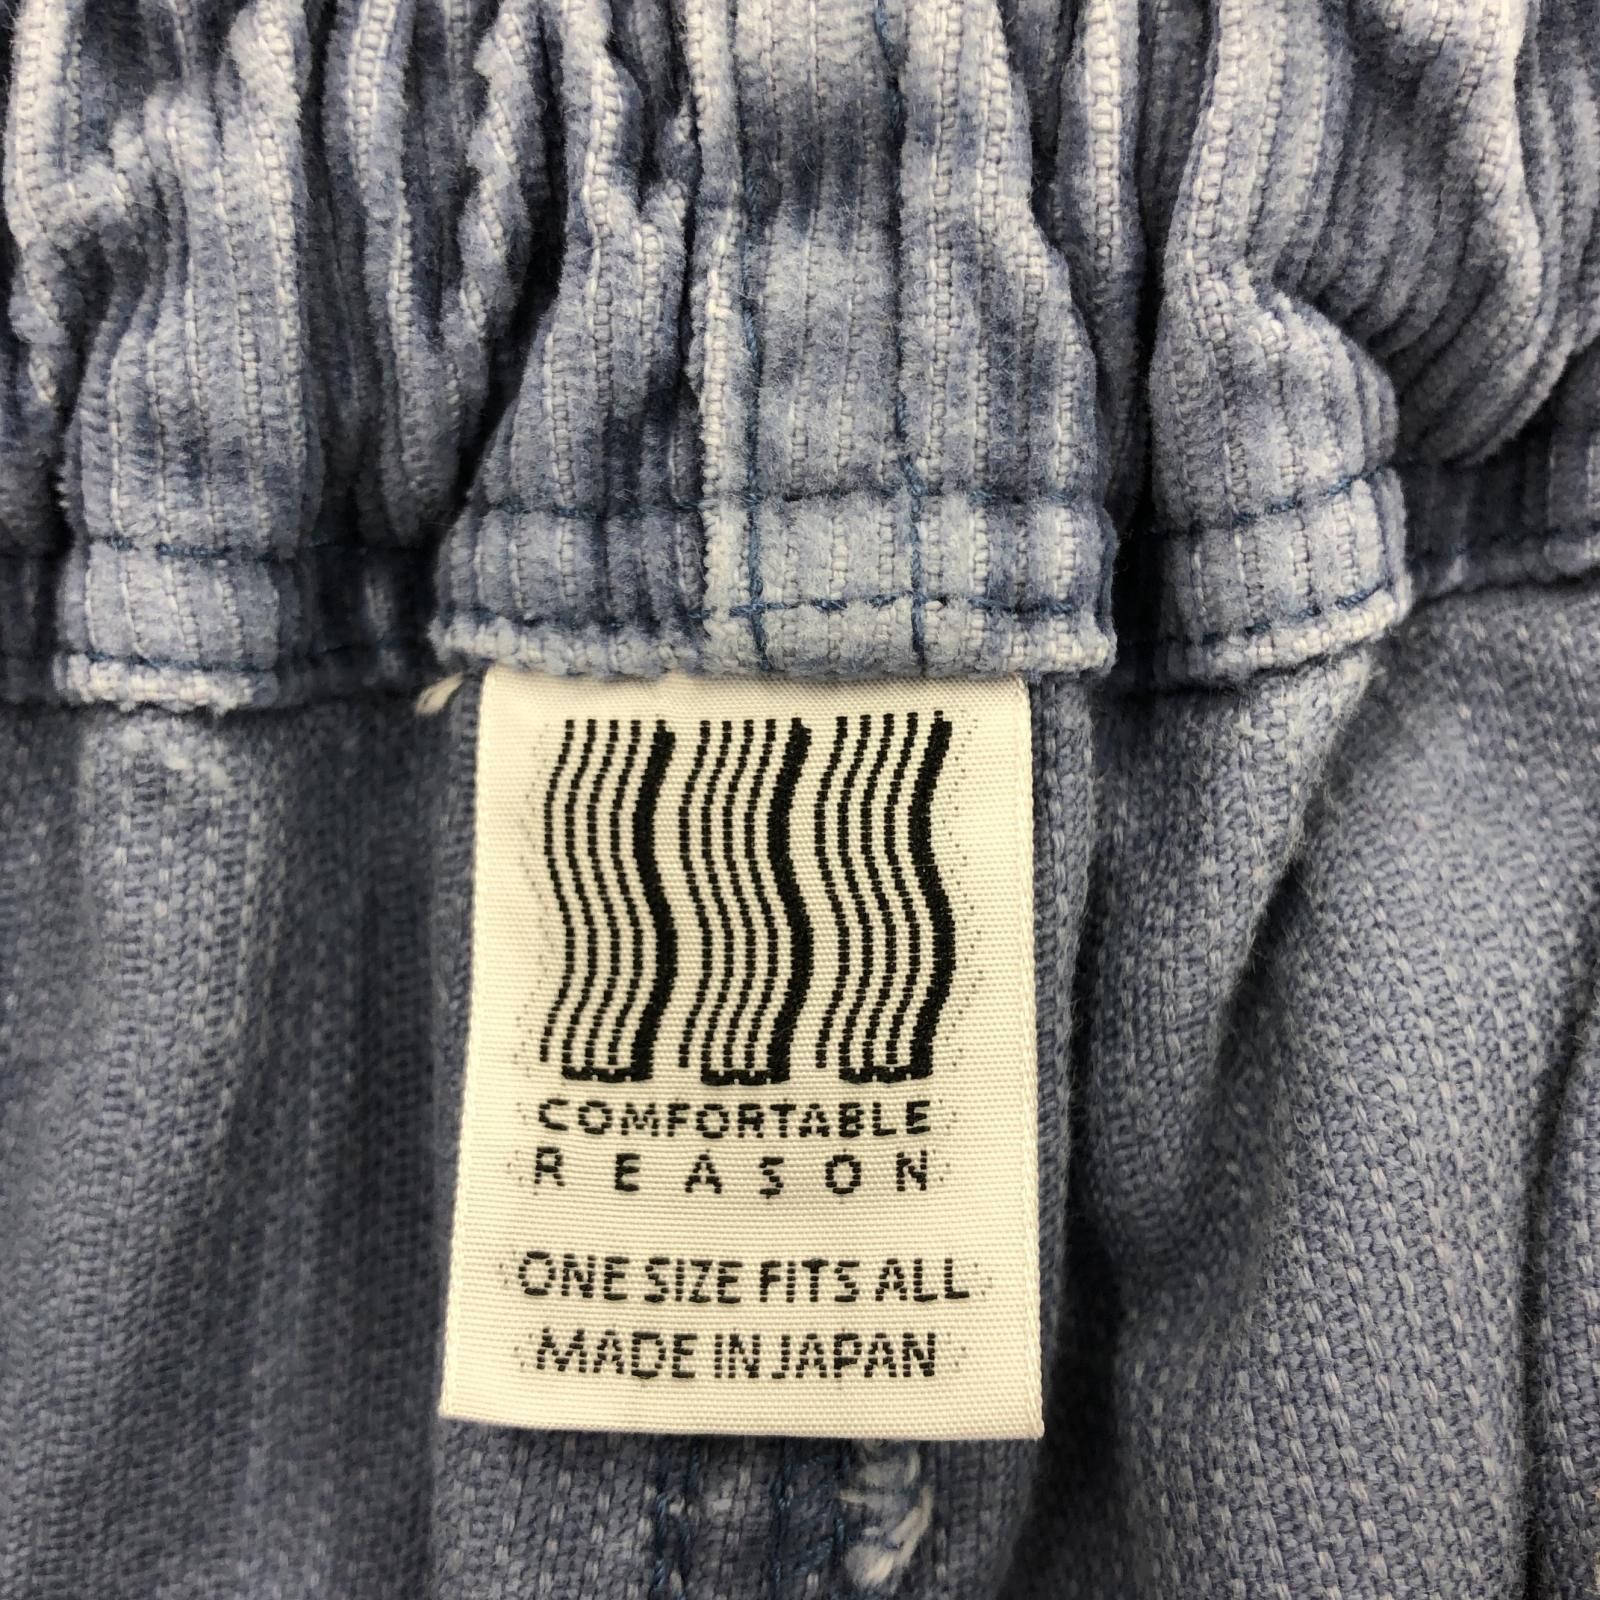 COMFORTABLE
REASON
ONE SIZE FITS ALL
MADE IN JAPAN